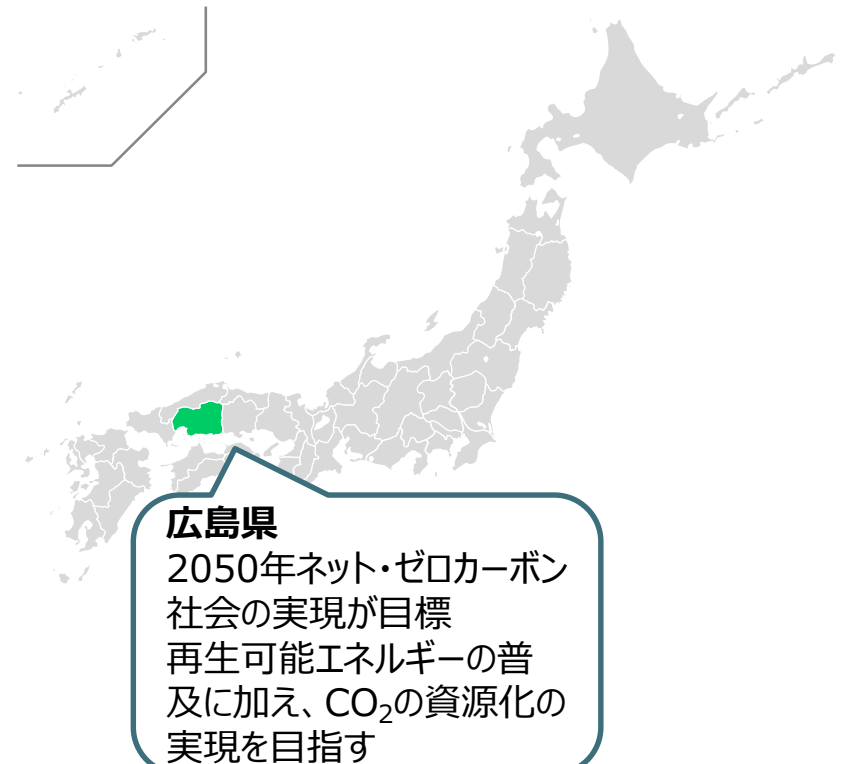 広島県
2050年ネット・ゼロカーボン
社会の実現が目標
再生可能エネルギーの普
及に加え、CO₂の資源化の
実現を目指す